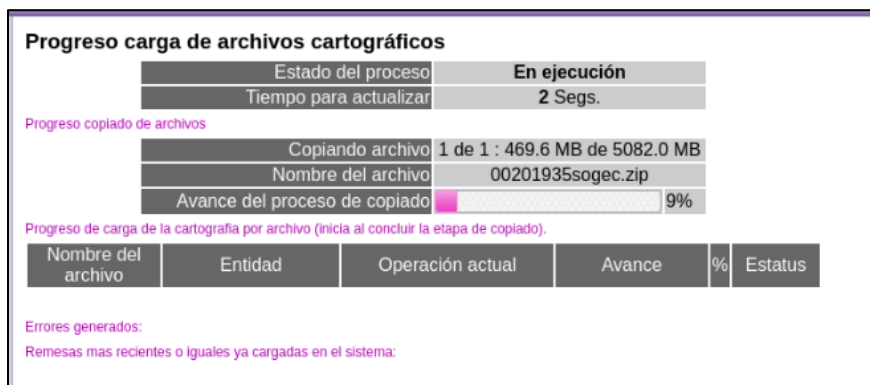 Progreso carga de archivos cartográficos
Estado del proceso En ejecución
Tiempo para actualizar 2 Segs.
Progreso copiado de archivos
Copiando archivo 1 de 1 : 469.6 MB de 5082.0 MB
Nombre del archivo 00201935sogec.zip
Avance del proceso de copiado 9%
Progreso de carga de la cartografia por archivo (inicia al concluir la etapa de copiado).
Nombre del archivo Entidad Operación actual Avance % Estatus
Errores generados:
Remesas mas recientes o iguales ya cargadas en el sistema: